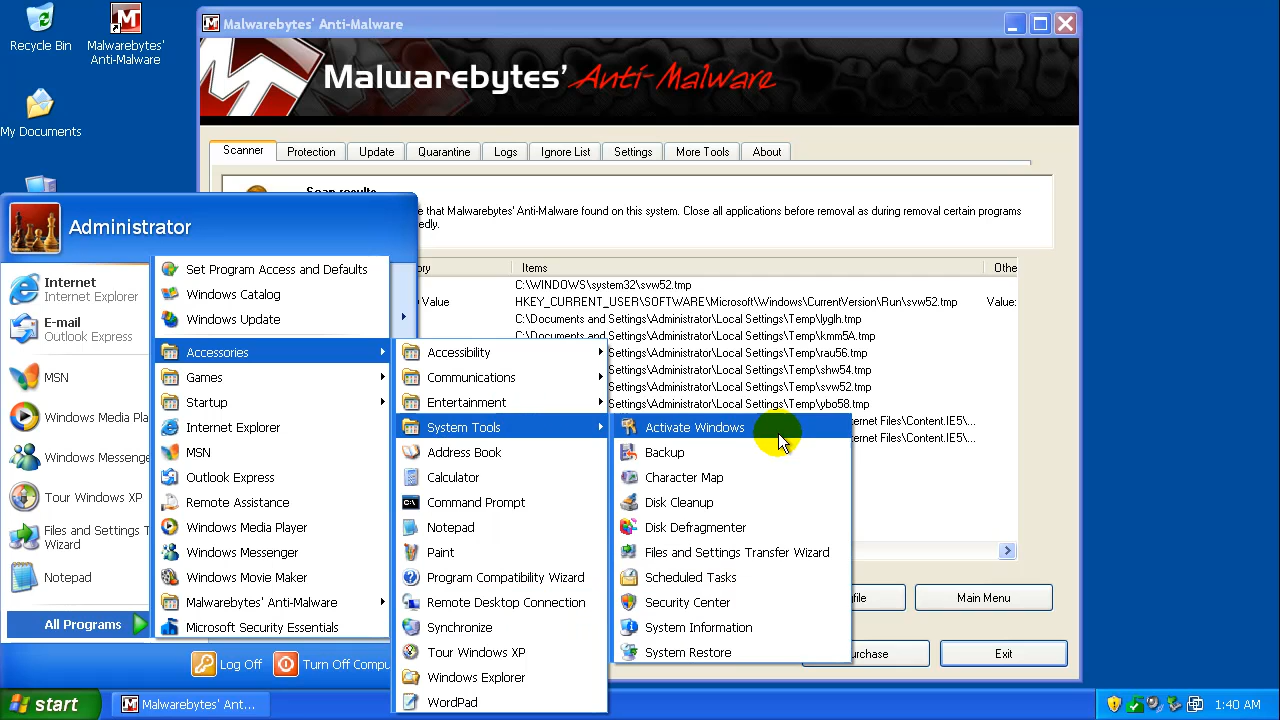 Recycle Bin
Malwarebytes'
Anti-Malware
My Documents
Malwarebytes' Anti-Malware
Malwarebytes' Anti-Malware
Scanner
Protection
Update
Quarantine
Logs
Ignore List
Settings
More Tools
About
Scan results
e that Malwarebytes' Anti-Malware found on this system. Close all applications before removal as during removal certain programs
edly.
ory
Items
Othe
C:\WINDOWS\system32\svw52.tmp
Value
HKEY_CURRENT_USER\SOFTWARE\Microsoft\Windows\CurrentVersion\Run\svw52.tmp
Value:
C:\Documents and Settings\Administrator\Local Settings\Temp\lyglh.tmp
C:\Documents and Settings\Administrator\Local Settings\Temp\kmm5A.tmp
Settings\Administrator\Local Settings\Temp\rau56.tmp
Settings\Administrator\Local Settings\Temp\shw54.tmp
Settings\Administrator\Local Settings\Temp\svw52.tmp
Settings\Administrator\Local Settings\Temp\ybo58.tmp
ernet Files\Content.IE5\...
ernet Files\Content.IE5\...
file
Main Menu
urchase
Exit
Administrator
Internet
Internet Explorer
E-mail
Outlook Express
MSN
Windows Media Pla
Windows Messenge
Tour Windows XP
Files and Settings T
Wizard
Notepad
All Programs
Log Off
Turn Off Compu
Set Program Access and Defaults
Windows Catalog
Windows Update
Accessories
Games
Startup
Internet Explorer
MSN
Outlook Express
Remote Assistance
Windows Media Player
Windows Messenger
Windows Movie Maker
Malwarebytes' Anti-Malware
Microsoft Security Essentials
Accessibility
Communications
Entertainment
System Tools
Address Book
Calculator
Command Prompt
Notepad
Paint
Program Compatibility Wizard
Remote Desktop Connection
Synchronize
Tour Windows XP
Windows Explorer
WordPad
Activate Windows
Backup
Character Map
Disk Cleanup
Disk Defragmenter
Files and Settings Transfer Wizard
Scheduled Tasks
Security Center
System Information
System Restore
start
Malwarebytes' Ant...
1:40 AM